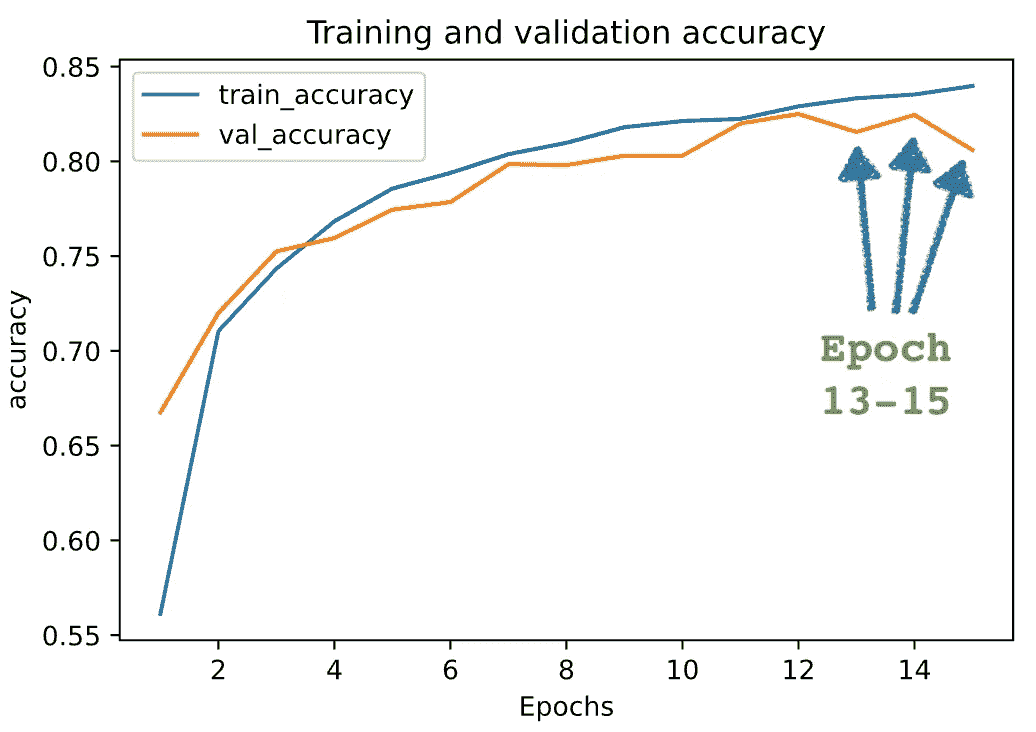 Training and validation accuracy
train_accuracy
val_accuracy
0.85
0.80
0.75
0.70
0.65
0.60
0.55
accuracy
Epoch
13-15
2 4 6 8 10 12 14
Epochs